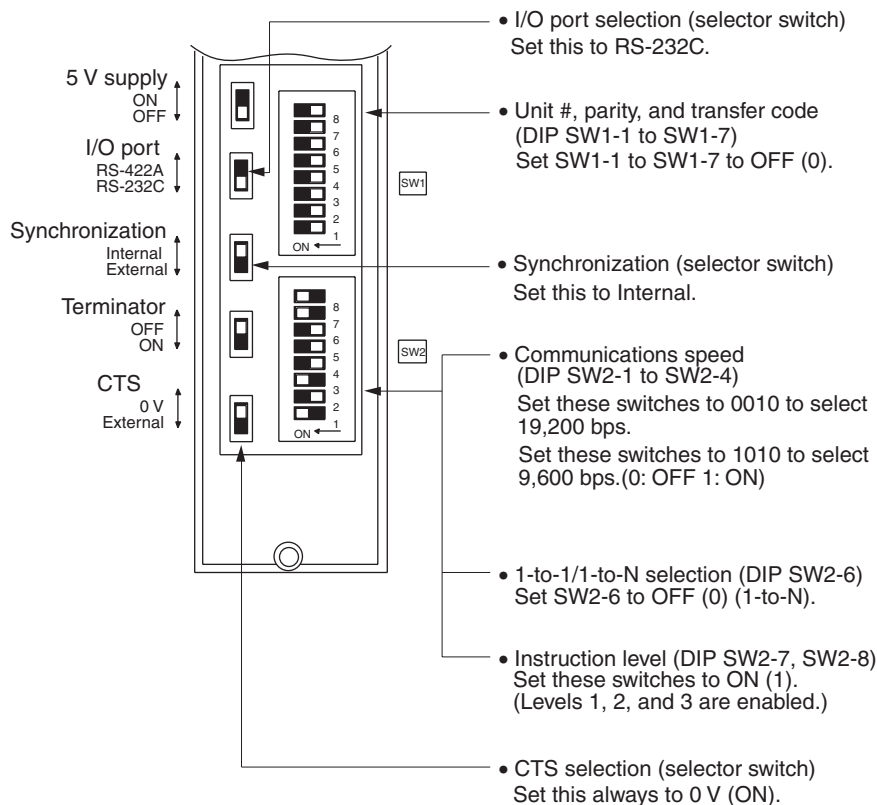 5 V supply
ON
OFF
I/O port
RS-422A
RS-232C
Synchronization
Internal
External
Terminator
OFF
ON
CTS
0 V
External
8
7
6
5
4
3
2
1
ON
SW1
8
7
6
5
4
3
2
1
ON
SW2
• I/O port selection (selector switch)
Set this to RS-232C.
• Unit #, parity, and transfer code
(DIP SW1-1 to SW1-7)
Set SW1-1 to SW1-7 to OFF (0).
• Synchronization (selector switch)
Set this to Internal.
• Communications speed
(DIP SW2-1 to SW2-4)
Set these switches to 0010 to select
19,200 bps.
Set these switches to 1010 to select
9,600 bps.(0: OFF 1: ON)
• 1-to-1/1-to-N selection (DIP SW2-6)
Set SW2-6 to OFF (0) (1-to-N).
• Instruction level (DIP SW2-7, SW2-8)
Set these switches to ON (1).
(Levels 1, 2, and 3 are enabled.)
• CTS selection (selector switch)
Set this always to 0 V (ON).